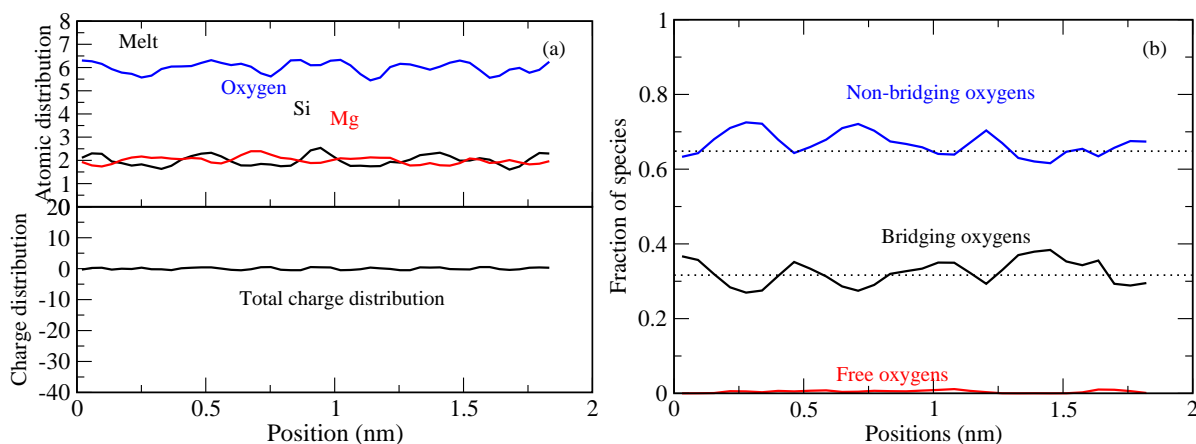 8
7
6
5
4
3
2
1
0
Atomic distribution
Melt
(a)
Oxygen
Si
Mg
20
10
0
-10
-20
-30
-40
Charge distribution
Total charge distribution
0 0.5 1 1.5 2
Position (nm)
1
0.8
0.6
0.4
0.2
0
Fraction of species
(b)
Non-bridging oxygens
Bridging oxygens
Free oxygens
0 0.5 1 1.5 2
Positions (nm)